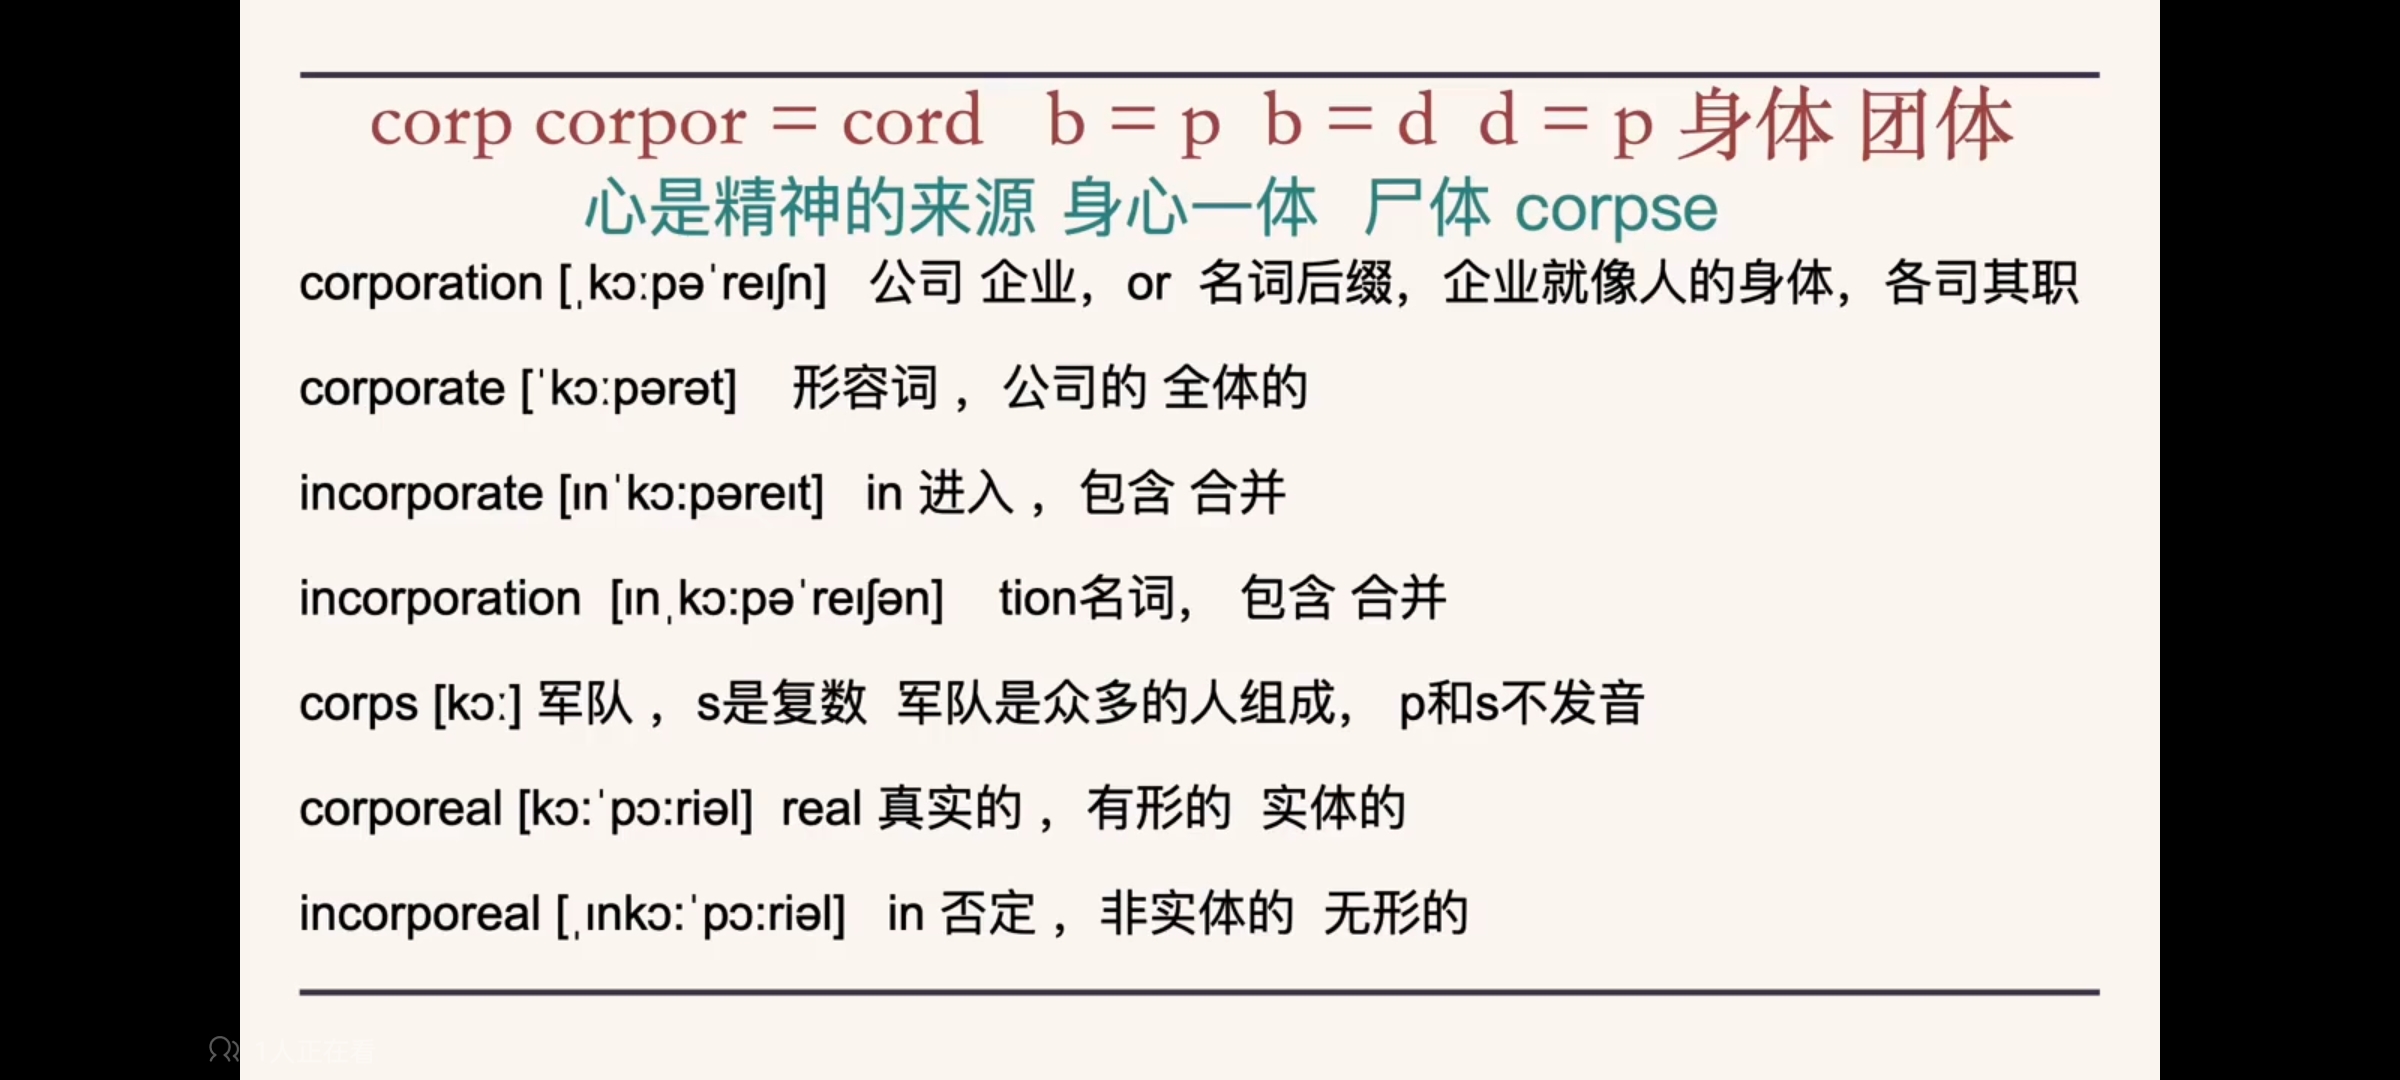 corp corpor = cord b = p b = d d = p 身体 团体
心是精神的来源 身心一体 尸体 corpse
corporation [ˌkɔːpəˈreɪʃn] 公司 企业，or 名词后缀，企业就像人的身体，各司其职
corporate [ˈkɔːpərət] 形容词 ，公司的 全体的
incorporate [ɪnˈkɔːpəreɪt] in 进入 ，包含 合并
incorporation [ɪnˌkɔːpəˈreɪʃən] tion名词， 包含 合并
corps [kɔː] 军队 ，s是复数 军队是众多的人组成， p和s不发音
corporeal [kɔːˈpɔːriəl] real 真实的 ，有形的 实体的
incorporeal [ˌɪnkɔːˈpɔːriəl] in 否定 ，非实体的 无形的
1人正在看